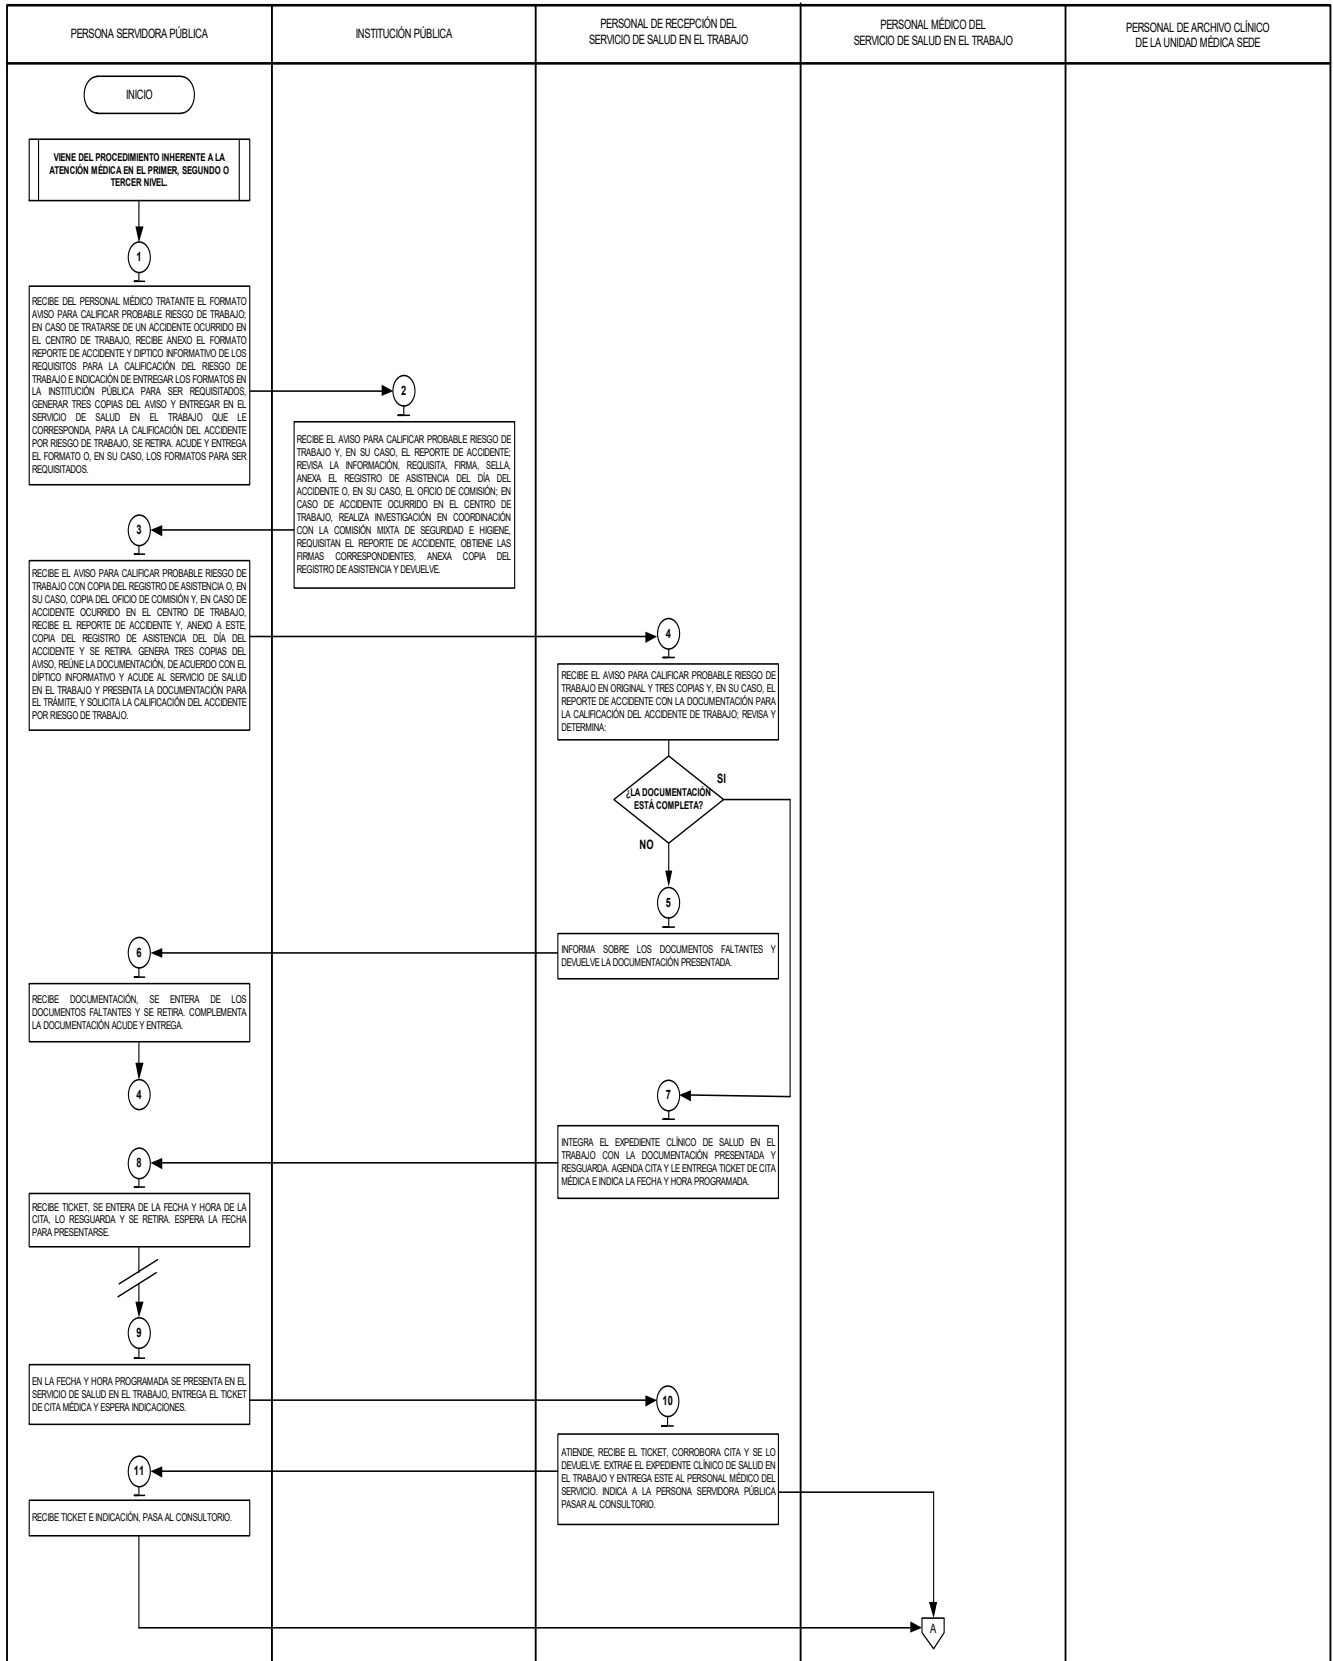 PERSONA SERVIDORA PÚBLICA
INSTITUCIÓN PÚBLICA
PERSONAL DE RECEPCIÓN DEL
SERVICIO DE SALUD EN EL TRABAJO
PERSONAL MÉDICO DEL
SERVICIO DE SALUD EN EL TRABAJO
PERSONAL DE ARCHIVO CLÍNICO
DE LA UNIDAD MÉDICA SEDE
INICIO
VIENE DEL PROCEDIMIENTO INHERENTE A LA
ATENCIÓN MÉDICA EN EL PRIMER, SEGUNDO O
TERCER NIVEL.
1
RECIBE DEL PERSONAL MÉDICO TRATANTE EL FORMATO
AVISO PARA CALIFICAR PROBABLE RIESGO DE TRABAJO;
EN CASO DE TRATARSE DE UN ACCIDENTE OCURRIDO EN
EL CENTRO DE TRABAJO, RECIBE ANEXO EL FORMATO
REPORTE DE ACCIDENTE Y DIPTICO INFORMATIVO DE LOS
REQUISITOS PARA LA CALIFICACIÓN DEL RIESGO DE
TRABAJO E INDICACIÓN DE ENTREGAR LOS FORMATOS EN
LA INSTITUCIÓN PÚBLICA PARA SER REQUISITADOS,
GENERAR TRES COPIAS DEL AVISO Y ENTREGAR EN EL
SERVICIO DE SALUD EN EL TRABAJO QUE LE
CORRESPONDA, PARA LA CALIFICACIÓN DEL ACCIDENTE
POR RIESGO DE TRABAJO, SE RETIRA. ACUDE Y ENTREGA
EL FORMATO O, EN SU CASO, LOS FORMATOS PARA SER
REQUISITADOS.
2
RECIBE EL AVISO PARA CALIFICAR PROBABLE RIESGO DE
TRABAJO Y, EN SU CASO, EL REPORTE DE ACCIDENTE;
REVISA LA INFORMACIÓN, REQUISITA, FIRMA, SELLA,
ANEXA EL REGISTRO DE ASISTENCIA DEL DÍA DEL
ACCIDENTE O, EN SU CASO, EL OFICIO DE COMISIÓN; EN
CASO DE ACCIDENTE OCURRIDO EN EL CENTRO DE
TRABAJO, REALIZA INVESTIGACIÓN EN COORDINACIÓN
CON LA COMISIÓN MIXTA DE SEGURIDAD E HIGIENE,
REQUISITAN EL REPORTE DE ACCIDENTE, OBTIENE LAS
FIRMAS CORRESPONDIENTES, ANEXA COPIA DEL
REGISTRO DE ASISTENCIA Y DEVUELVE.
3
RECIBE EL AVISO PARA CALIFICAR PROBABLE RIESGO DE
TRABAJO CON COPIA DEL REGISTRO DE ASISTENCIA O, EN
SU CASO, COPIA DEL OFICIO DE COMISIÓN Y, EN CASO DE
ACCIDENTE OCURRIDO EN EL CENTRO DE TRABAJO,
RECIBE EL REPORTE DE ACCIDENTE Y, ANEXO A ESTE,
COPIA DEL REGISTRO DE ASISTENCIA DEL DÍA DEL
ACCIDENTE Y SE RETIRA. GENERA TRES COPIAS DEL
AVISO, REÚNE LA DOCUMENTACIÓN, DE ACUERDO CON EL
DÍPTICO INFORMATIVO Y ACUDE AL SERVICIO DE SALUD
EN EL TRABAJO Y PRESENTA LA DOCUMENTACIÓN PARA
EL TRÁMITE, Y SOLICITA LA CALIFICACIÓN DEL ACCIDENTE
POR RIESGO DE TRABAJO.
4
RECIBE EL AVISO PARA CALIFICAR PROBABLE RIESGO DE
TRABAJO EN ORIGINAL Y TRES COPIAS Y, EN SU CASO, EL
REPORTE DE ACCIDENTE CON LA DOCUMENTACIÓN PARA
LA CALIFICACIÓN DEL ACCIDENTE DE TRABAJO; REVISA Y
DETERMINA:
¿LA DOCUMENTACIÓN
ESTÁ COMPLETA?
SI
NO
5
INFORMA SOBRE LOS DOCUMENTOS FALTANTES Y
DEVUELVE LA DOCUMENTACIÓN PRESENTADA.
6
RECIBE DOCUMENTACIÓN, SE ENTERA DE LOS
DOCUMENTOS FALTANTES Y SE RETIRA. COMPLEMENTA
LA DOCUMENTACIÓN ACUDE Y ENTREGA.
4
7
INTEGRA EL EXPEDIENTE CLÍNICO DE SALUD EN EL
TRABAJO CON LA DOCUMENTACIÓN PRESENTADA Y
RESGUARDA. AGENDA CITA Y LE ENTREGA TICKET DE CITA
MÉDICA E INDICA LA FECHA Y HORA PROGRAMADA.
8
RECIBE TICKET, SE ENTERA DE LA FECHA Y HORA DE LA
CITA, LO RESGUARDA Y SE RETIRA. ESPERA LA FECHA
PARA PRESENTARSE.
9
EN LA FECHA Y HORA PROGRAMADA SE PRESENTA EN EL
SERVICIO DE SALUD EN EL TRABAJO, ENTREGA EL TICKET
DE CITA MÉDICA Y ESPERA INDICACIONES.
10
ATIENDE, RECIBE EL TICKET, CORROBORA CITA Y SE LO
DEVUELVE. EXTRAE EL EXPEDIENTE CLÍNICO DE SALUD EN
EL TRABAJO Y ENTREGA ESTE AL PERSONAL MÉDICO DEL
SERVICIO. INDICA A LA PERSONA SERVIDORA PÚBLICA
PASAR AL CONSULTORIO.
11
RECIBE TICKET E INDICACIÓN, PASA AL CONSULTORIO.
A